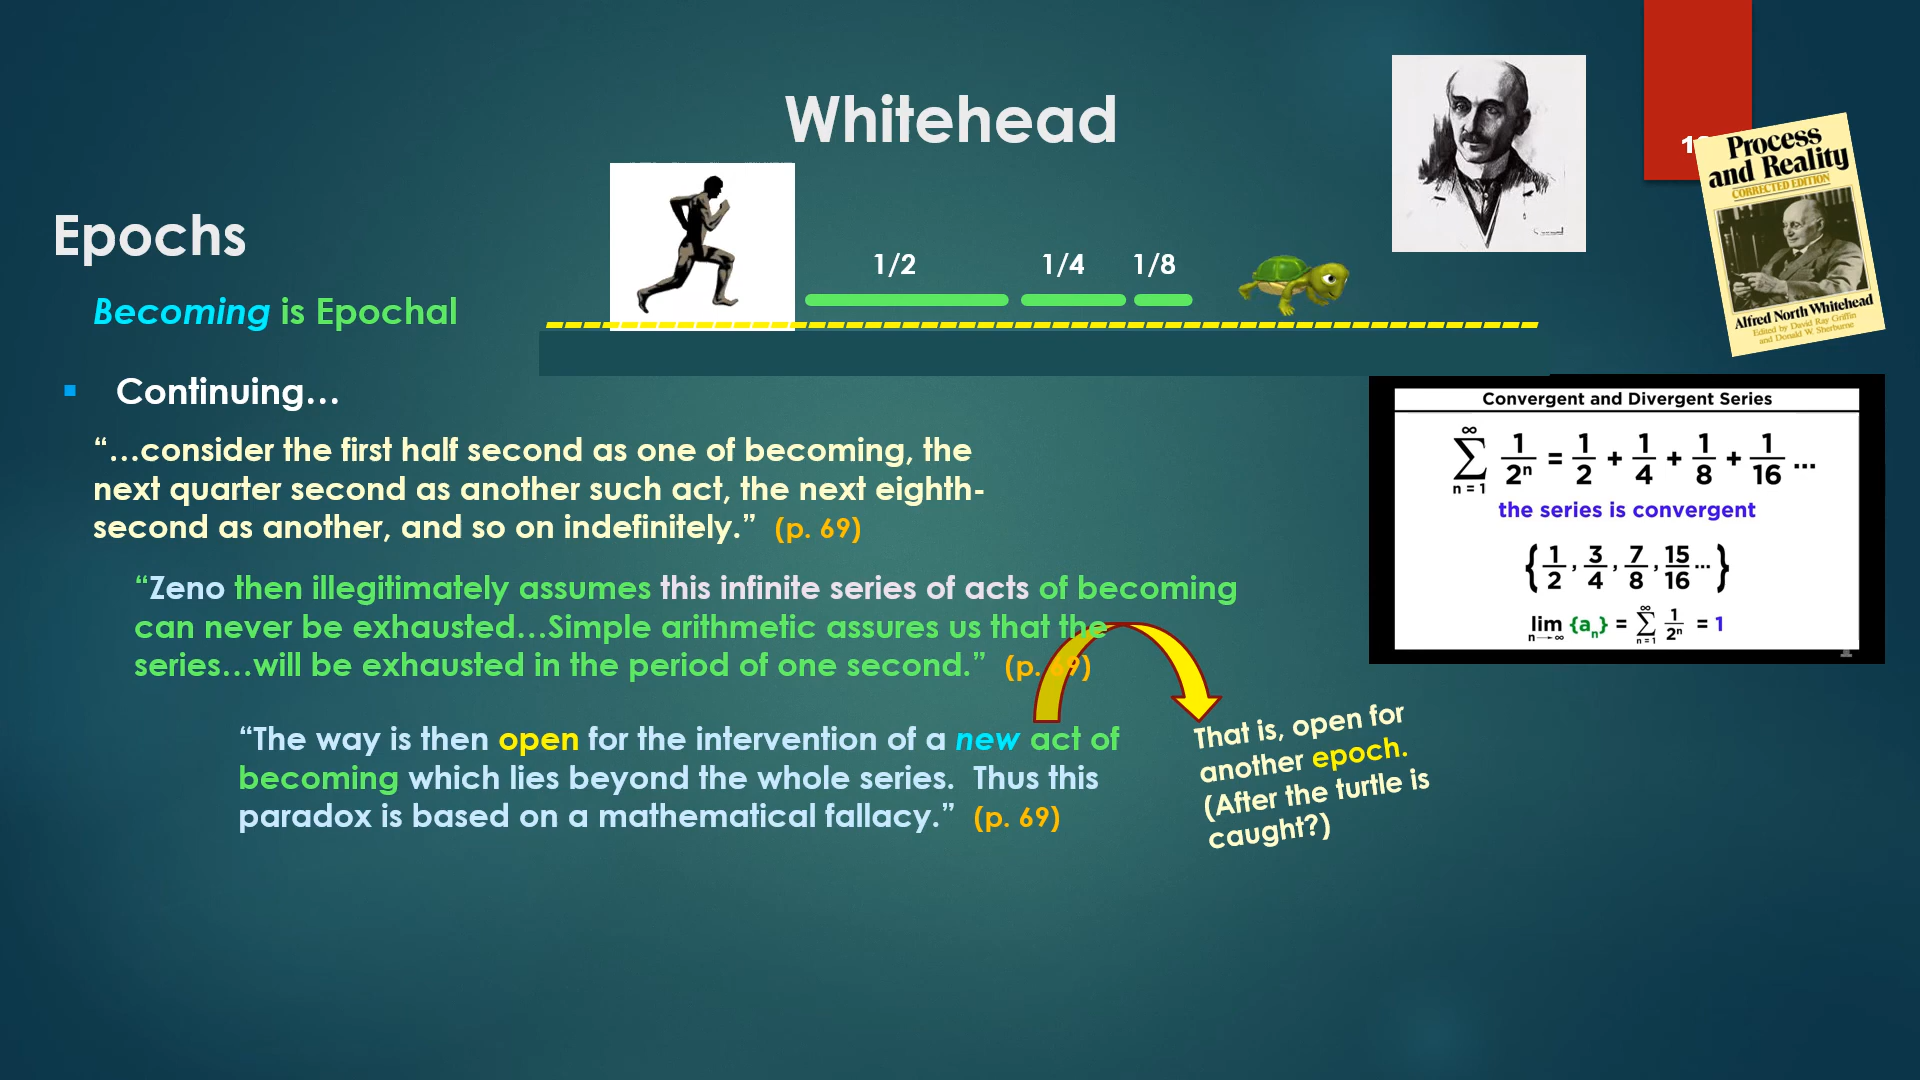 Whitehead
Epochs
1/2 1/4 1/8
Becoming is Epochal
Process
and Reality
CORRECTED EDITION
Alfred North Whitehead
Edited by David Ray Griffin
and Donald W. Sherburne
▪ Continuing…
“…consider the first half second as one of becoming, the
next quarter second as another such act, the next eighth-
second as another, and so on indefinitely.” (p. 69)
“Zeno then illegitimately assumes this infinite series of acts of becoming
can never be exhausted…Simple arithmetic assures us that the
series…will be exhausted in the period of one second.” (p. 69)
“The way is then open for the intervention of a new act of
becoming which lies beyond the whole series. Thus this
paradox is based on a mathematical fallacy.” (p. 69)
That is, open for
another epoch.
(After the turtle is
caught?)
Convergent and Divergent Series
∞ ∑ n = 1 1/2ⁿ = 1/2 + 1/4 + 1/8 + 1/16 ...
the series is convergent
{1/2, 3/4, 7/8, 15/16 ...}
lim n→∞ {aₙ} = ∞ ∑ n = 1 1/2ⁿ = 1